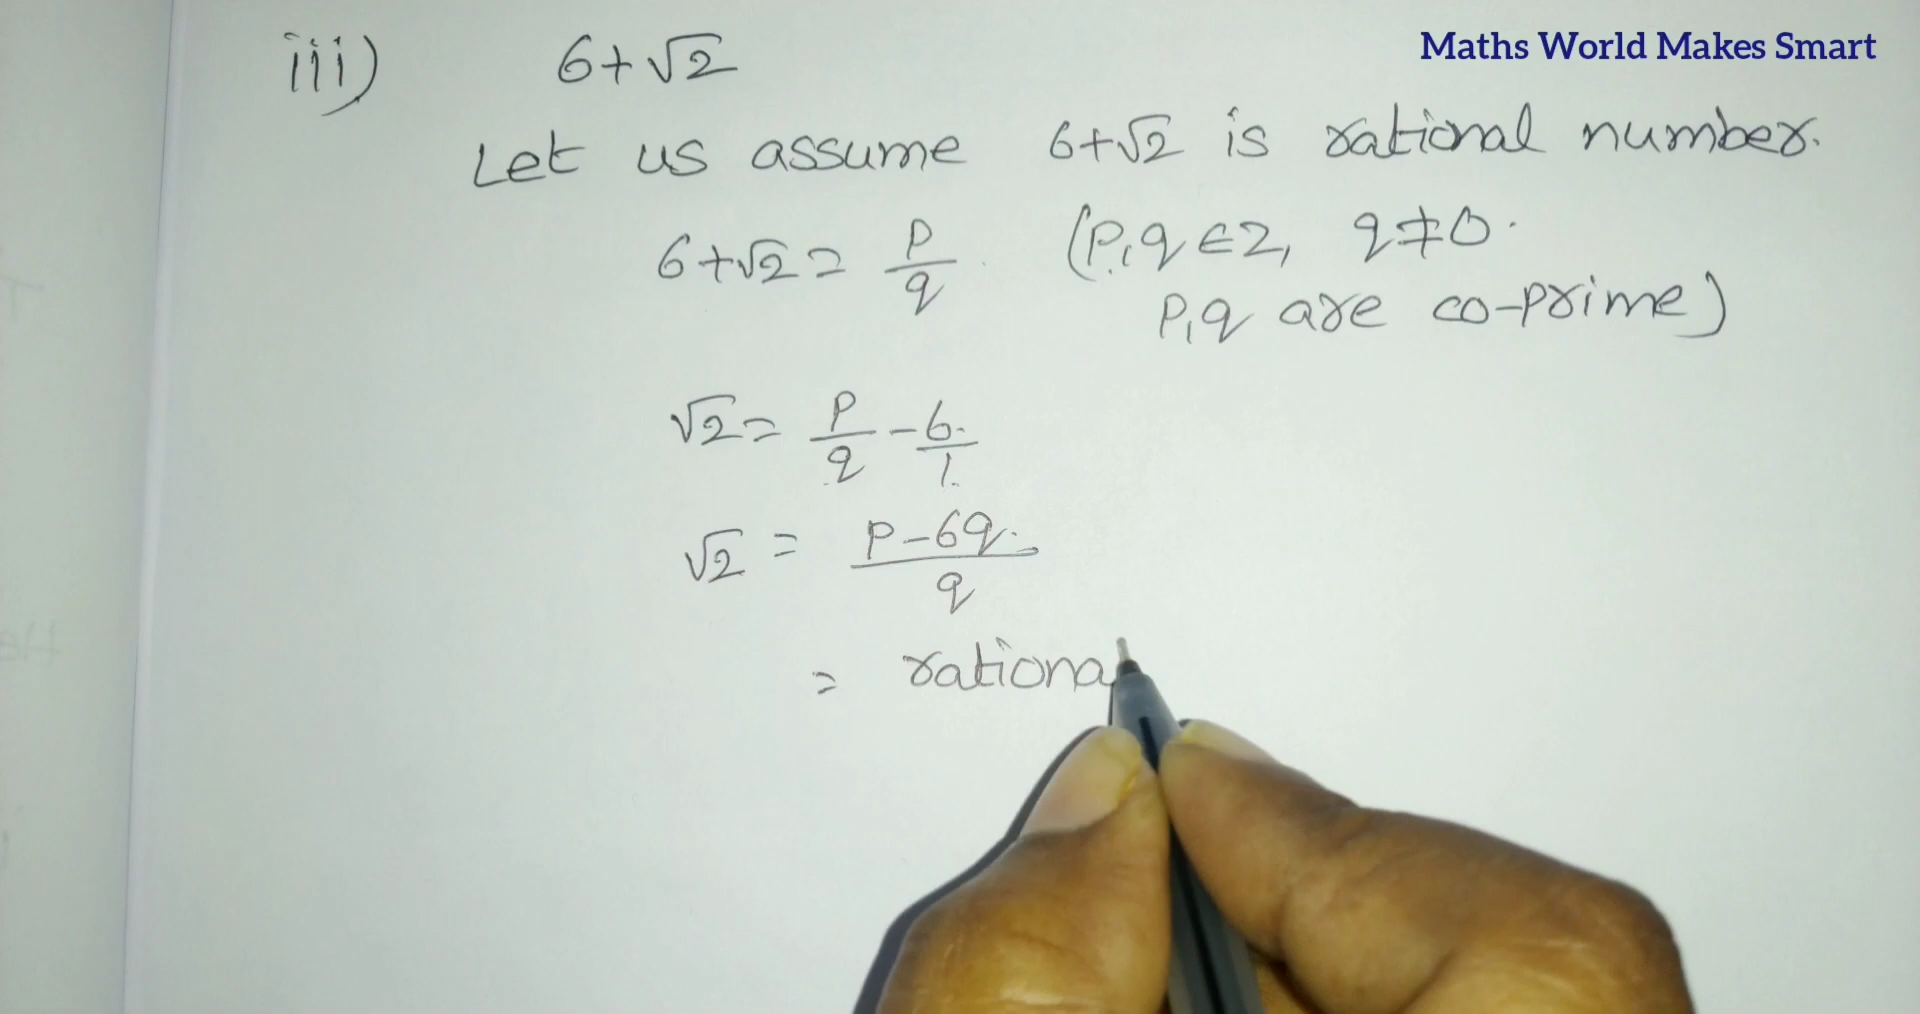 Maths World Makes Smart
iii) 6+√2
Let us assume 6+√2 is rational number.
6+√2 = p/q (p,q ∈ Z, q≠0.
p,q are co-prime)
√2 = p/q - 6/1
√2 = p-6q/q
= rationa